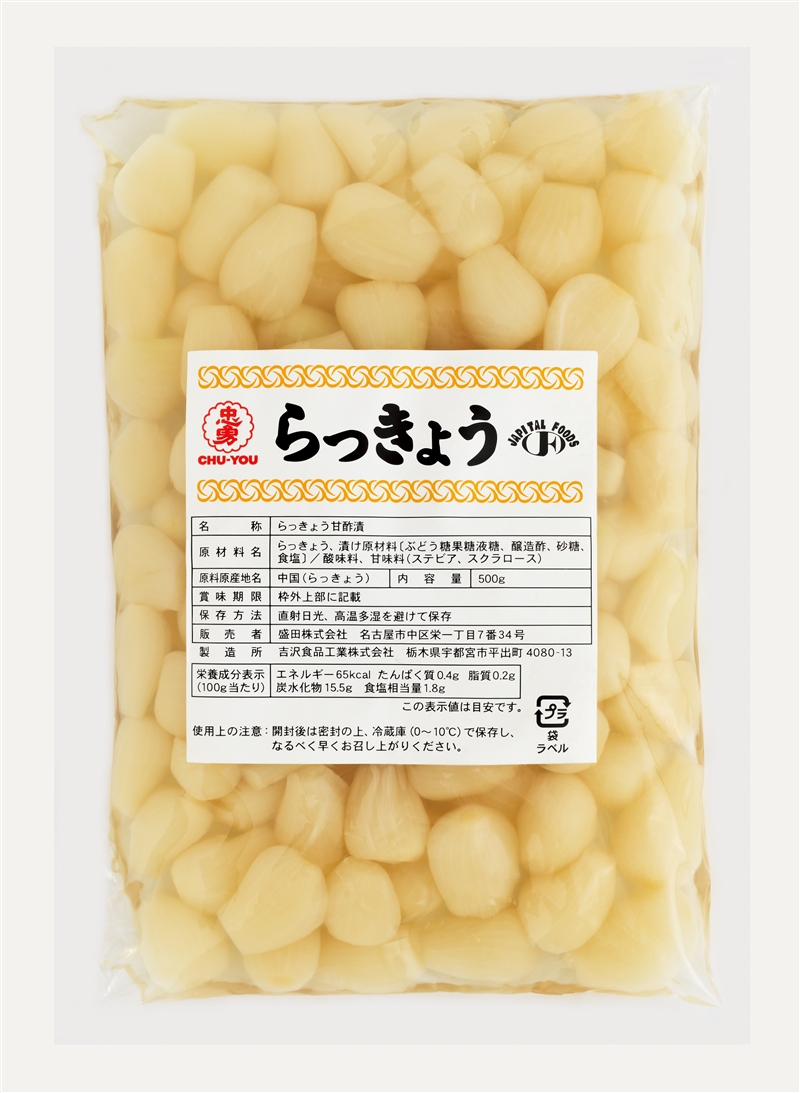 忠勇
CHU-YOU
らっきょう
JAPITAL FOODS
JF
名称 らっきょう甘酢漬
原材料名 らっきょう、漬け原材料〔ぶどう糖果糖液糖、醸造酢、砂糖、
食塩〕／酸味料、甘味料(ステビア、スクラロース)
原料原産地名 中国(らっきょう) 内容量 500g
賞味期限 枠外上部に記載
保存方法 直射日光、高温多湿を避けて保存
販売者 盛田株式会社 名古屋市中区栄一丁目7番34号
製造所 吉沢食品工業株式会社 栃木県宇都宮市平出町4080-13
栄養成分表示 エネルギー65kcal たんぱく質0.4g 脂質0.2g
(100g当たり) 炭水化物15.5g 食塩相当量1.8g
この表示値は目安です。
使用上の注意：開封後は密封の上、冷蔵庫(0〜10℃)で保存し、
なるべく早くお召し上がりください。
プラ
袋
ラベル